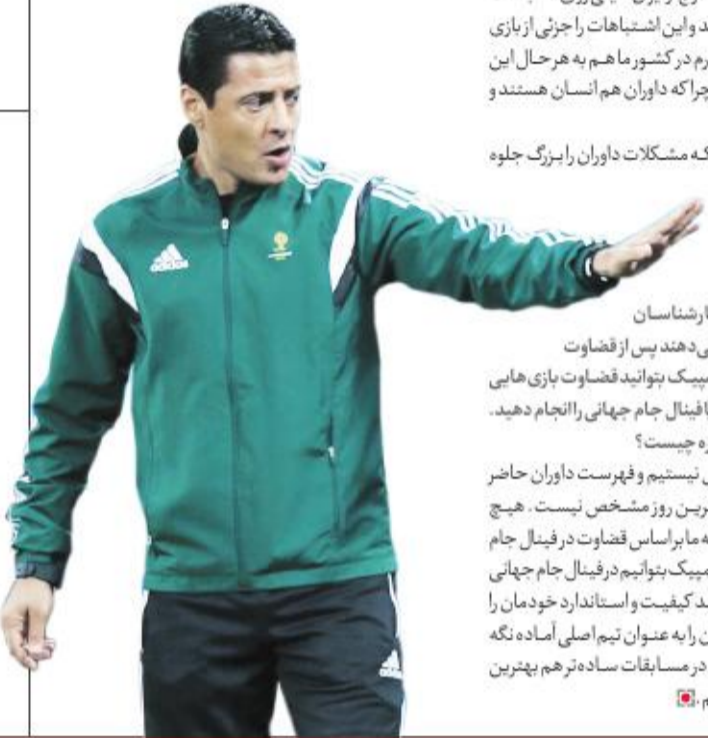 د و این اشتباهات را جزئی از بازی
رم در کشور ما هم به هر حال این
چرا که داوران هم انسان هستند و
که مشکلات داوران را بزرگ جلوه
ارشناسان
ی‌دهند پس از قضاوت
مپیک بتوانید قضاوت بازی‌هایی
ا فینال جام جهانی را انجام دهید.
ره چیست؟
نیستیم و فهرست داوران حاضر
رین روز مشخص نیست. هیچ
ه ما براساس قضاوت در فینال جام
مپیک بتوانیم در فینال جام جهانی
د کیفیت و استاندارد خودمان را
ن را به عنوان تیم اصلی آماده نگه
در مسابقات ساده‌تر هم بهترین
م.
adidas
adidas